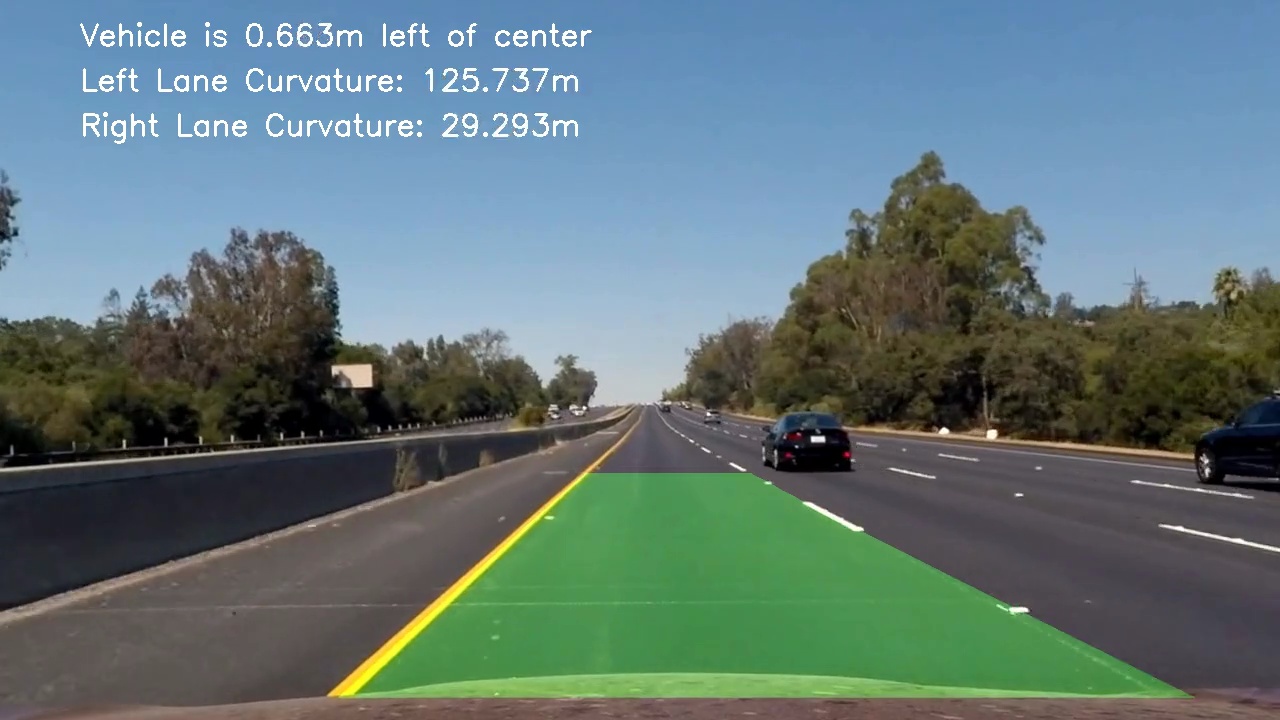 Vehicle is 0.663m left of center
Left Lane Curvature: 125.737m
Right Lane Curvature: 29.293m